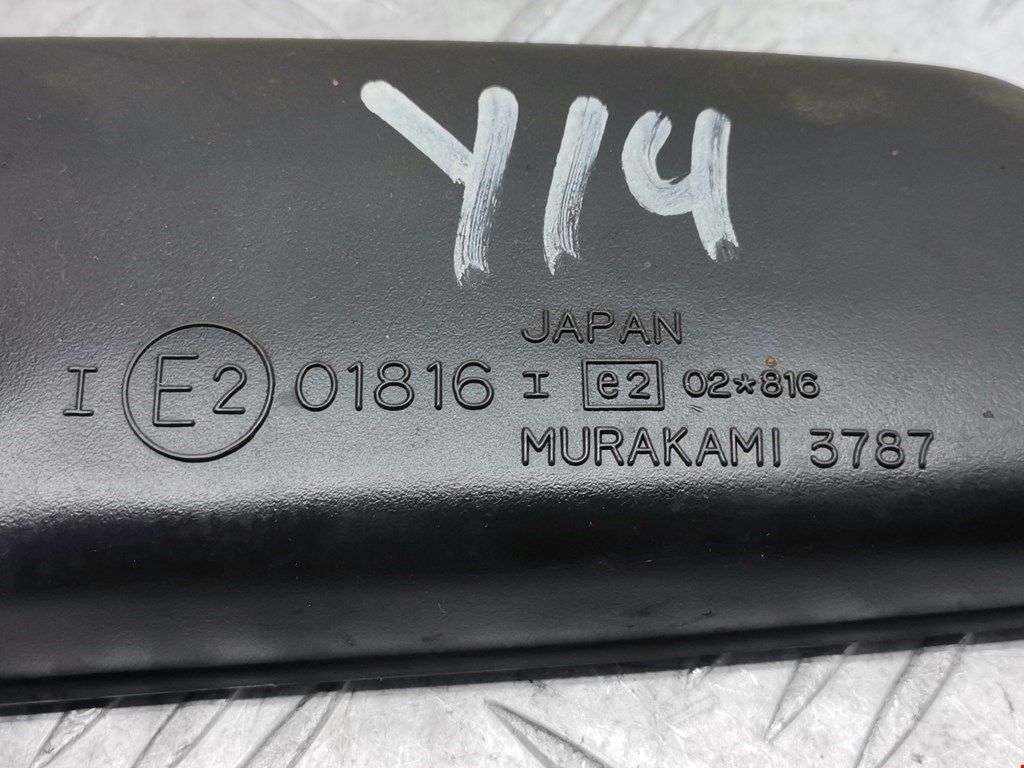 Y14
JAPAN
I E2 01816 I e2 02*816
MURAKAMI 3787